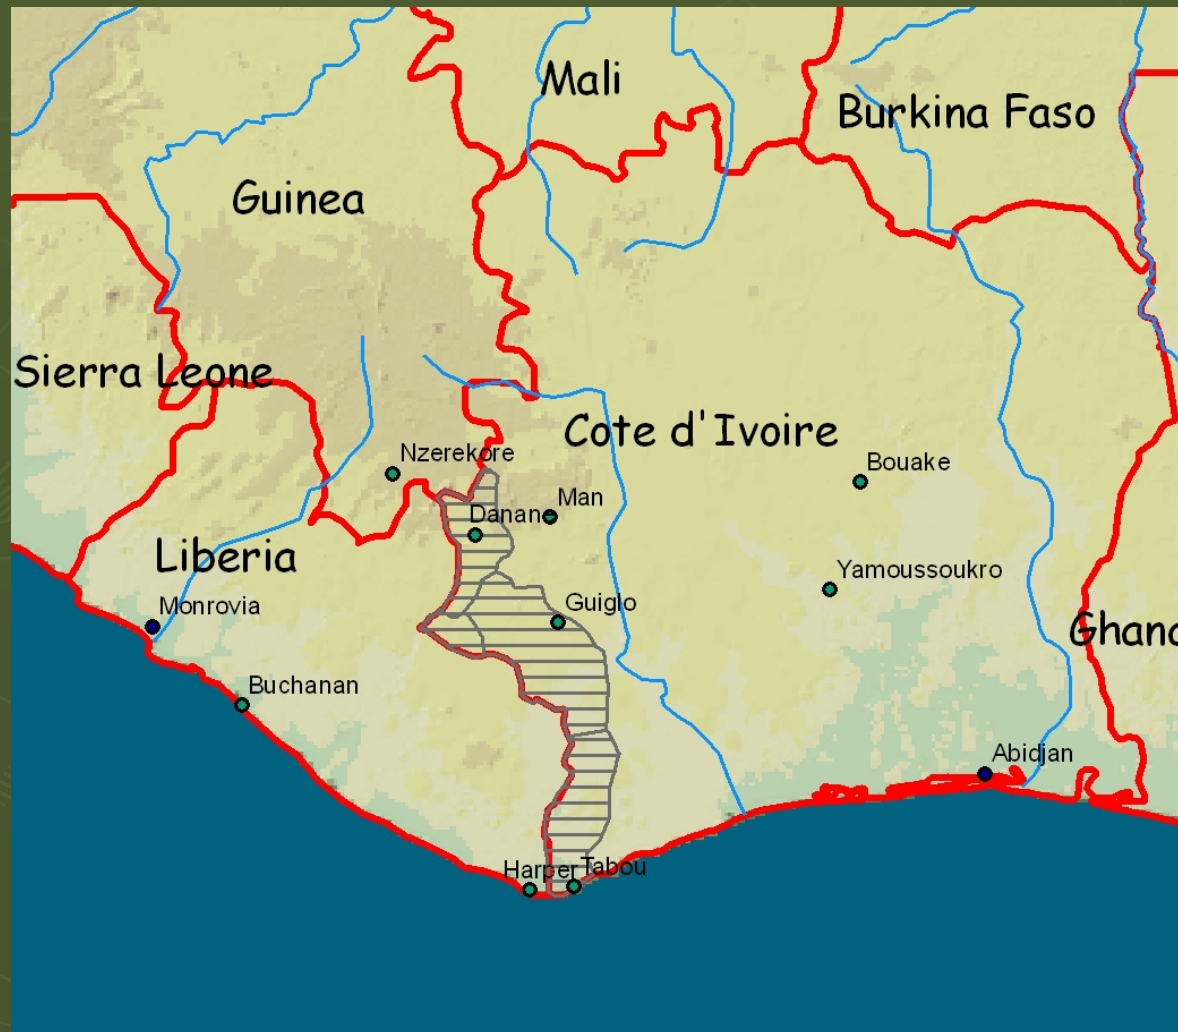 Mali
Burkina Faso
Guinea
Sierra Leone
Cote d'Ivoire
Nzerekore
Bouake
Man
Danan
Liberia
Yamoussoukro
Guiglo
Monrovia
Ghana
Buchanan
Abidjan
Harper
Tabou